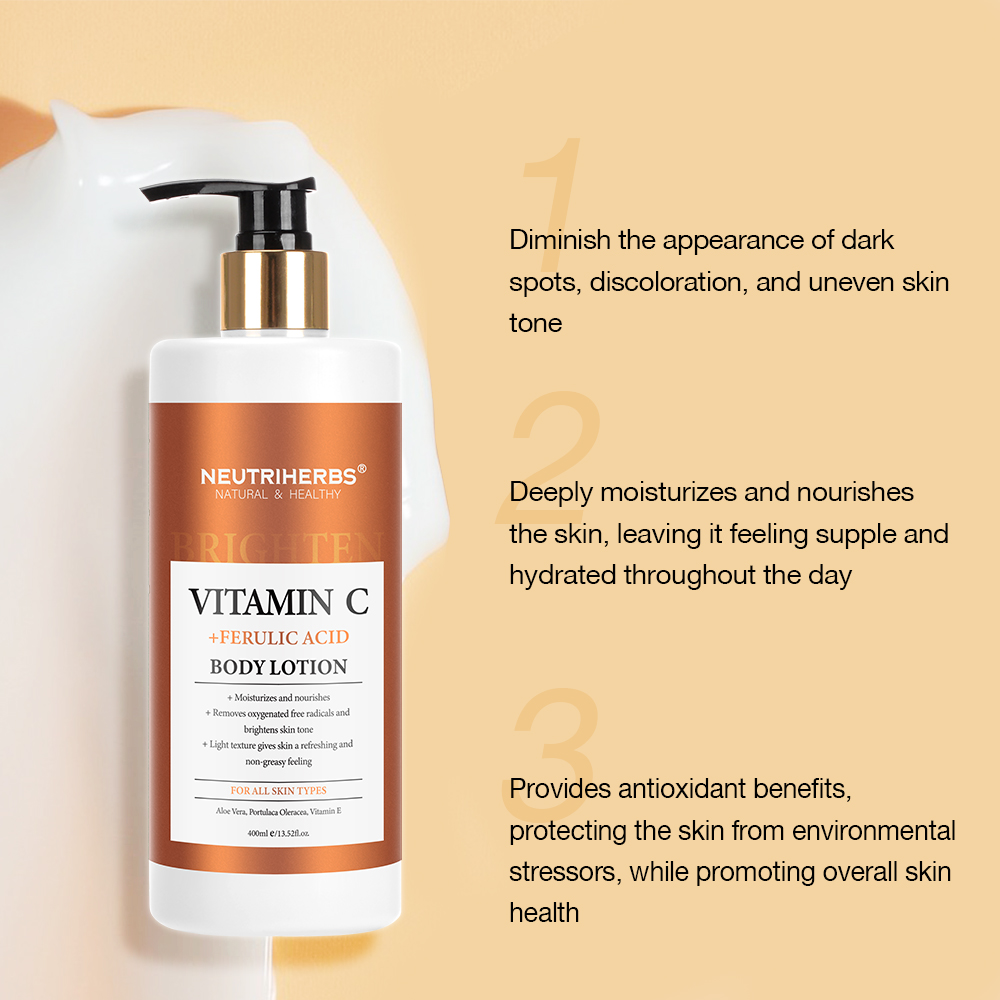 NEUTRIHERBS®
NATURAL & HEALTHY
BRIGHTEN
VITAMIN C
+FERULIC ACID
BODY LOTION
+ Moisturizes and nourishes
+ Removes oxygenated free radicals and
brightens skin tone
+ Light texture gives skin a refreshing and
non-greasy feeling
FOR ALL SKIN TYPES
Aloe Vera, Portulaca Oleracea, Vitamin E
400ml e/13.52fl.oz.
1
Diminish the appearance of dark
spots, discoloration, and uneven skin
tone
2
Deeply moisturizes and nourishes
the skin, leaving it feeling supple and
hydrated throughout the day
3
Provides antioxidant benefits,
protecting the skin from environmental
stressors, while promoting overall skin
health